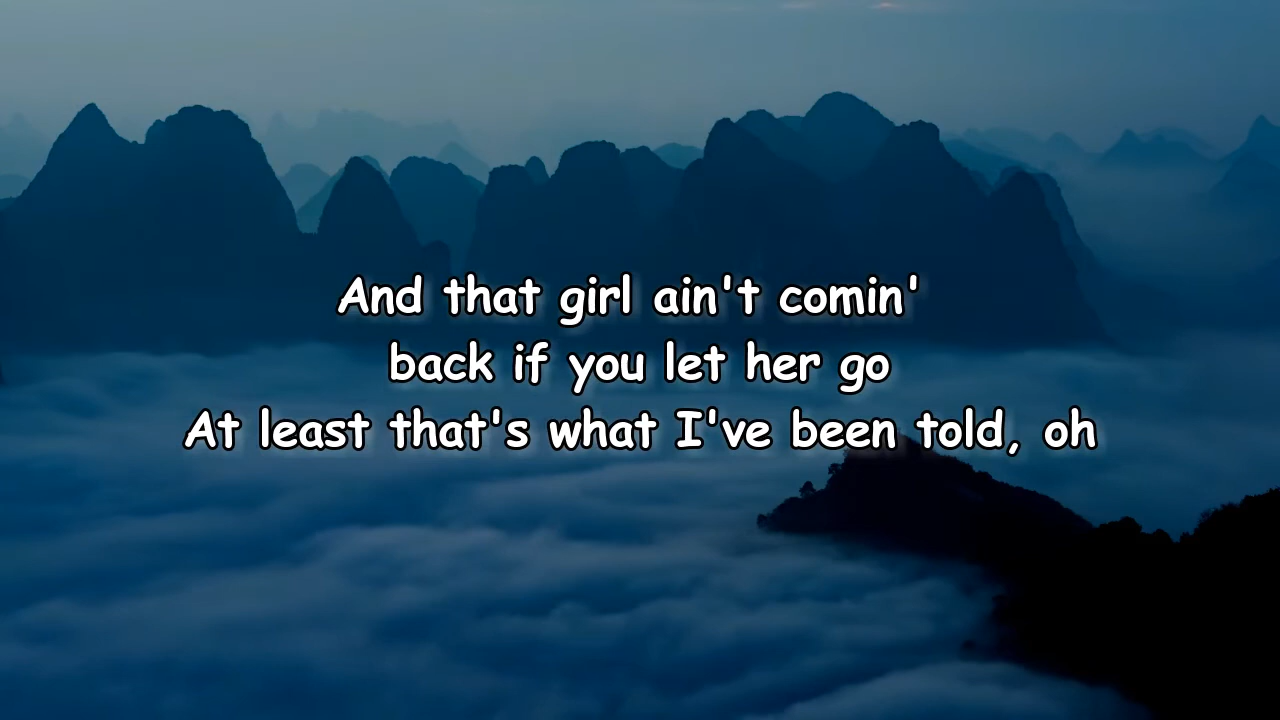 And that girl ain't comin'
back if you let her go
At least that's what I've been told, oh